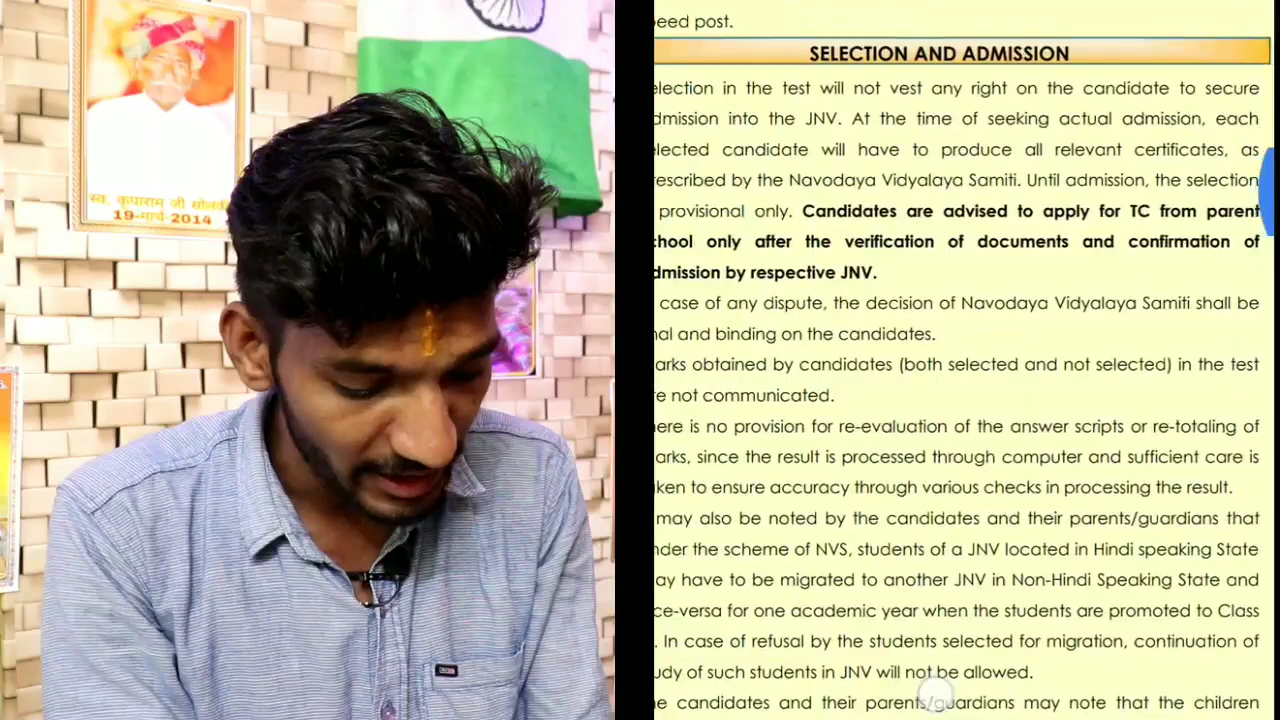 स्व. कृपाराम जी सोलंकी
19-मार्च-2014
eed post.
SELECTION AND ADMISSION
election in the test will not vest any right on the candidate to secure
dmission into the JNV. At the time of seeking actual admission, each
elected candidate will have to produce all relevant certificates, as
rescribed by the Navodaya Vidyalaya Samiti. Until admission, the selection
provisional only. Candidates are advised to apply for TC from parent
chool only after the verification of documents and confirmation of
dmission by respective JNV.
case of any dispute, the decision of Navodaya Vidyalaya Samiti shall be
nal and binding on the candidates.
arks obtained by candidates (both selected and not selected) in the test
re not communicated.
ere is no provision for re-evaluation of the answer scripts or re-totaling of
arks, since the result is processed through computer and sufficient care is
ken to ensure accuracy through various checks in processing the result.
may also be noted by the candidates and their parents/guardians that
nder the scheme of NVS, students of a JNV located in Hindi speaking State
ay have to be migrated to another JNV in Non-Hindi Speaking State and
ce-versa for one academic year when the students are promoted to Class
. In case of refusal by the students selected for migration, continuation of
udy of such students in JNV will not be allowed.
e candidates and their parents/guardians may note that the children